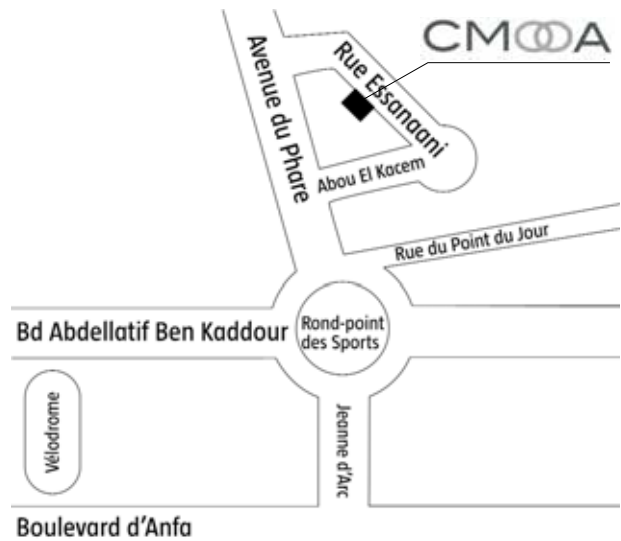 CMOOA
Avenue du Phare
Rue Essanaani
Abou El Kacem
Rue du Point du Jour
Bd Abdellatif Ben Kaddour
Rond-point
des Sports
Vélodrome
Jeanne d'Arc
Boulevard d'Anfa